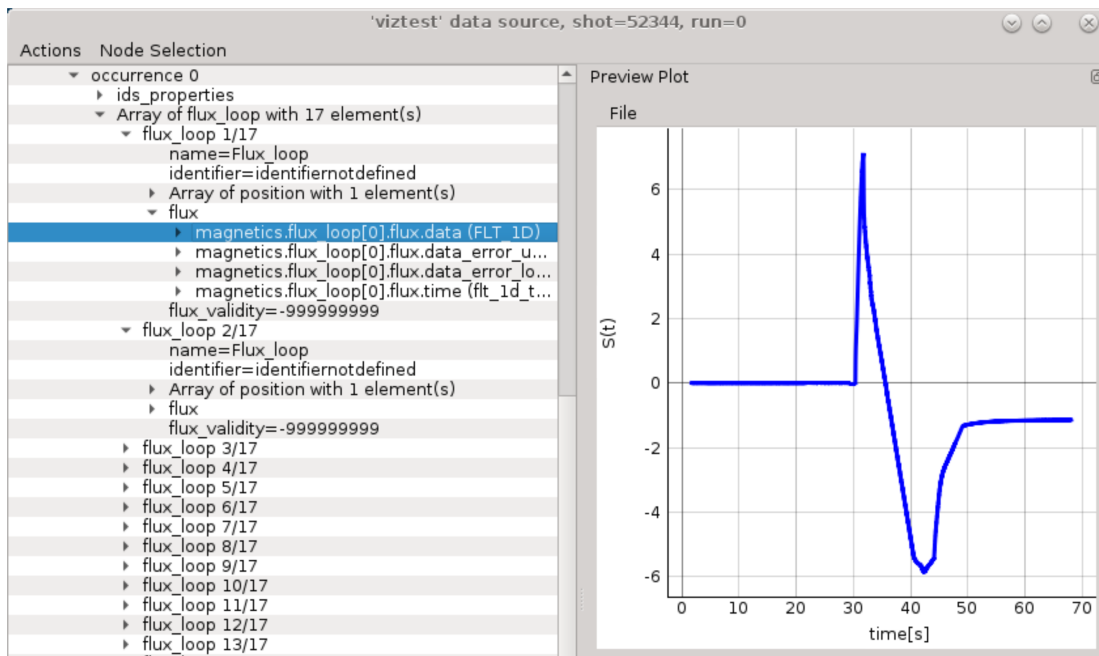 'viztest' data source, shot=52344, run=0
Actions Node Selection
occurrence 0
ids_properties
Array of flux_loop with 17 element(s)
flux_loop 1/17
name=Flux_loop
identifier=identifiernotdefined
Array of position with 1 element(s)
flux
magnetics.flux_loop[0].flux.data (FLT_1D)
magnetics.flux_loop[0].flux.data_error_u...
magnetics.flux_loop[0].flux.data_error_lo...
magnetics.flux_loop[0].flux.time (flt_1d_t...
flux_validity=-999999999
flux_loop 2/17
name=Flux_loop
identifier=identifiernotdefined
Array of position with 1 element(s)
flux
flux_validity=-999999999
flux_loop 3/17
flux_loop 4/17
flux_loop 5/17
flux_loop 6/17
flux_loop 7/17
flux_loop 8/17
flux_loop 9/17
flux_loop 10/17
flux_loop 11/17
flux_loop 12/17
flux_loop 13/17
Preview Plot
File
S(t)
6
4
2
0
-2
-4
-6
0 10 20 30 40 50 60 70
time[s]